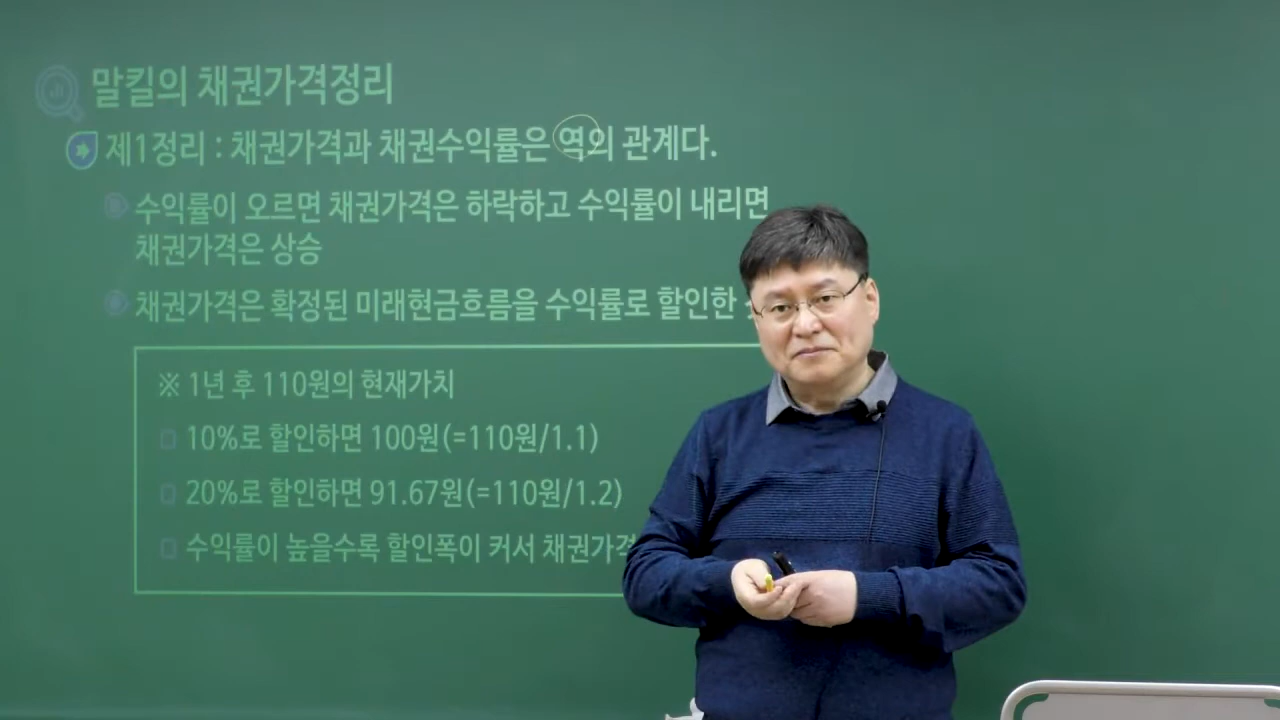 말킬의 채권가격정리
제1정리 : 채권가격과 채권수익률은 역의 관계다.
수익률이 오르면 채권가격은 하락하고 수익률이 내리면
채권가격은 상승
채권가격은 확정된 미래현금흐름을 수익률로 할인한
※ 1년 후 110원의 현재가치
10%로 할인하면 100원(=110원/1.1)
20%로 할인하면 91.67원(=110원/1.2)
수익률이 높을수록 할인폭이 커서 채권가격